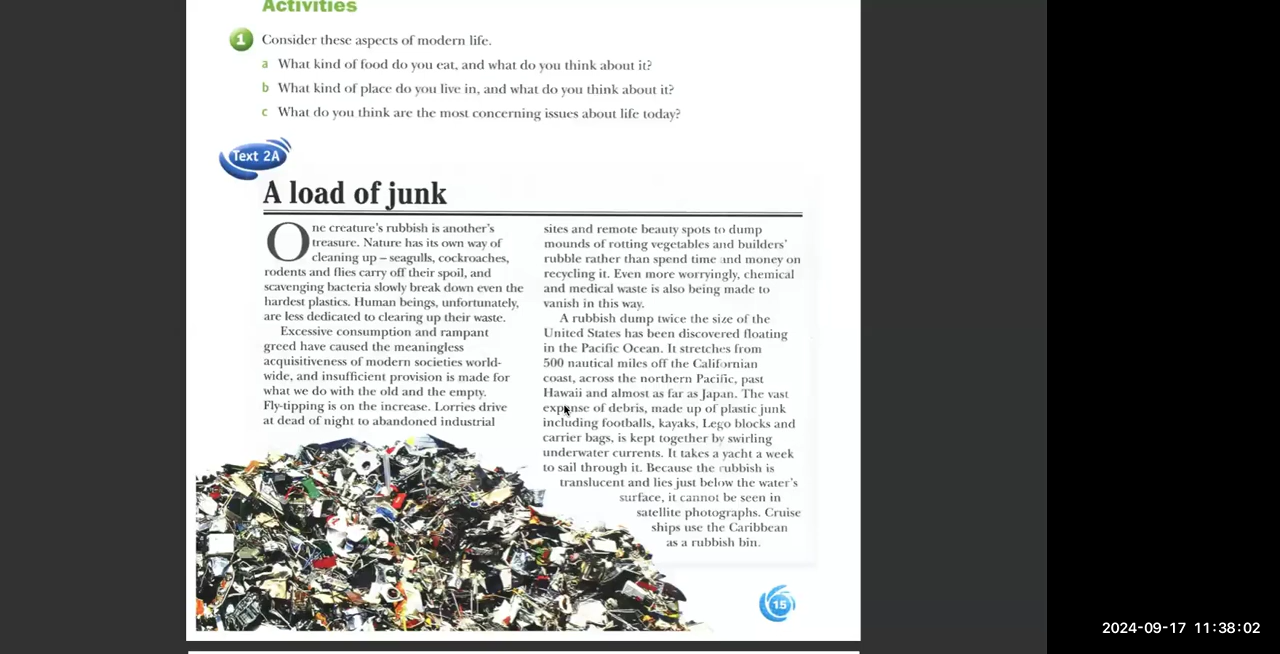 Activities
1 Consider these aspects of modern life.
a What kind of food do you eat, and what do you think about it?
b What kind of place do you live in, and what do you think about it?
c What do you think are the most concerning issues about life today?
Text 2A
A load of junk
One creature's rubbish is another's
treasure. Nature has its own way of
cleaning up – seagulls, cockroaches,
rodents and flies carry off their spoil, and
scavenging bacteria slowly break down even the
hardest plastics. Human beings, unfortunately,
are less dedicated to clearing up their waste.
Excessive consumption and rampant
greed have caused the meaningless
acquisitiveness of modern societies world-
wide, and insufficient provision is made for
what we do with the old and the empty.
Fly-tipping is on the increase. Lorries drive
at dead of night to abandoned industrial
sites and remote beauty spots to dump
mounds of rotting vegetables and builders'
rubble rather than spend time and money on
recycling it. Even more worryingly, chemical
and medical waste is also being made to
vanish in this way.
A rubbish dump twice the size of the
United States has been discovered floating
in the Pacific Ocean. It stretches from
500 nautical miles off the Californian
coast, across the northern Pacific, past
Hawaii and almost as far as Japan. The vast
expanse of debris, made up of plastic junk
including footballs, kayaks, Lego blocks and
carrier bags, is kept together by swirling
underwater currents. It takes a yacht a week
to sail through it. Because the rubbish is
translucent and lies just below the water's
surface, it cannot be seen in
satellite photographs. Cruise
ships use the Caribbean
as a rubbish bin.
15
2024-09-17 11:38:02